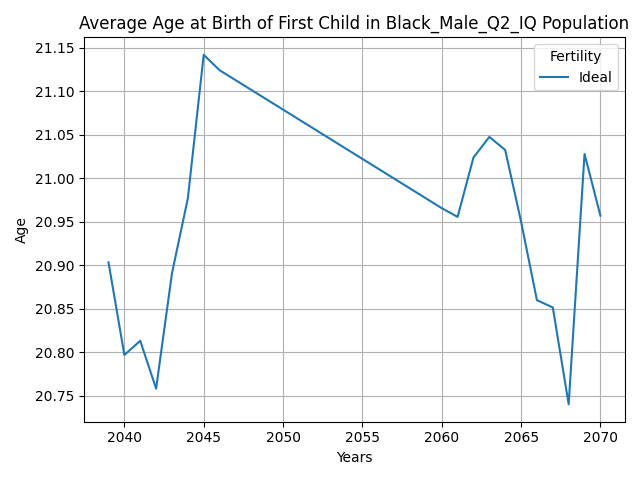 Average Age at Birth of First Child in Black_Male_Q2_IQ Population
Fertility
Ideal
21.15
21.10
21.05
21.00
20.95
20.90
20.85
20.80
20.75
Age
2040 2045 2050 2055 2060 2065 2070
Years